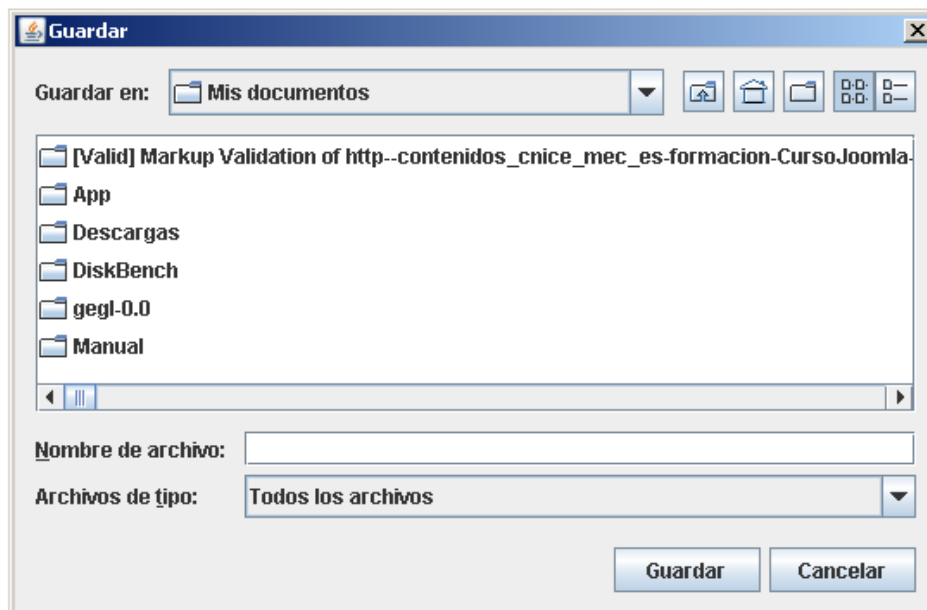 Guardar
Guardar en: Mis documentos
[Valid] Markup Validation of http--contenidos_cnice_mec_es-formacion-CursoJoomla-
App
Descargas
DiskBench
gegl-0.0
Manual
Nombre de archivo:
Archivos de tipo: Todos los archivos
Guardar Cancelar